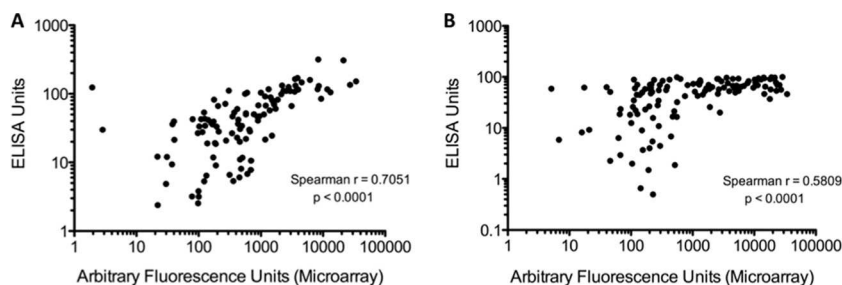 A
1000
100
10
1
ELISA Units
Spearman r = 0.7051
p < 0.0001
1 10 100 1000 10000 100000
Arbitrary Fluorescence Units (Microarray)
B
1000
100
10
1
0.1
ELISA Units
Spearman r = 0.5809
p < 0.0001
1 10 100 1000 10000 100000
Arbitrary Fluorescence Units (Microarray)